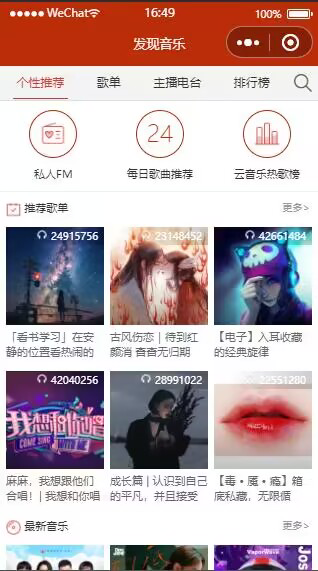 WeChat
16:49
100%
发现音乐
个性推荐 歌单 主播电台 排行榜
24
私人FM 每日歌曲推荐 云音乐热歌榜
推荐歌单 更多>
24915756 23148452 42661484
「看书学习」在安 古风伤恋 | 待到红 【电子】入耳收藏
静的位置看热闹的 颜消 杳杳无归期 的经典旋律
42040256 28991022 22551280
我想和你唱
COME SING WITH ME
麻麻，我想跟他们 成长篇 | 认识到自己 【毒·魇·瘾】箱
合唱! | 我想和你唱 的平凡，并且接受 底私藏，无限循
最新音乐 更多>
VaporWave
Jos